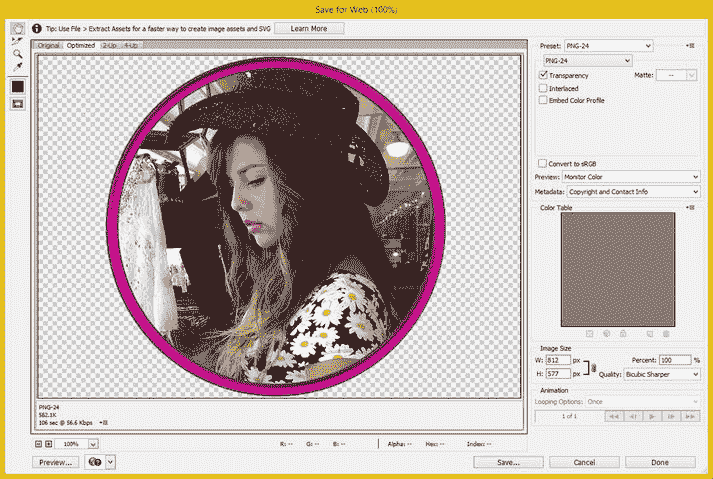 Save for Web (100%)
Tip: Use File > Extract Assets for a faster way to create image assets and SVG
Learn More
Original Optimized 2-Up 4-Up
Preset: PNG-24
PNG-24
Transparency Matte: --
Interlaced
Embed Color Profile
Convert to sRGB
Preview: Monitor Color
Metadata: Copyright and Contact Info
Color Table
Image Size
W: 812 px Percent: 100 %
H: 577 px Quality: Bicubic Sharper
Animation
Looping Options: Once
1 of 1
PNG-24
562.1K
106 sec @ 56.6 Kbps
100% R: -- G: -- B: -- Alpha: -- Hex: -- Index: --
Preview... Save... Cancel Done